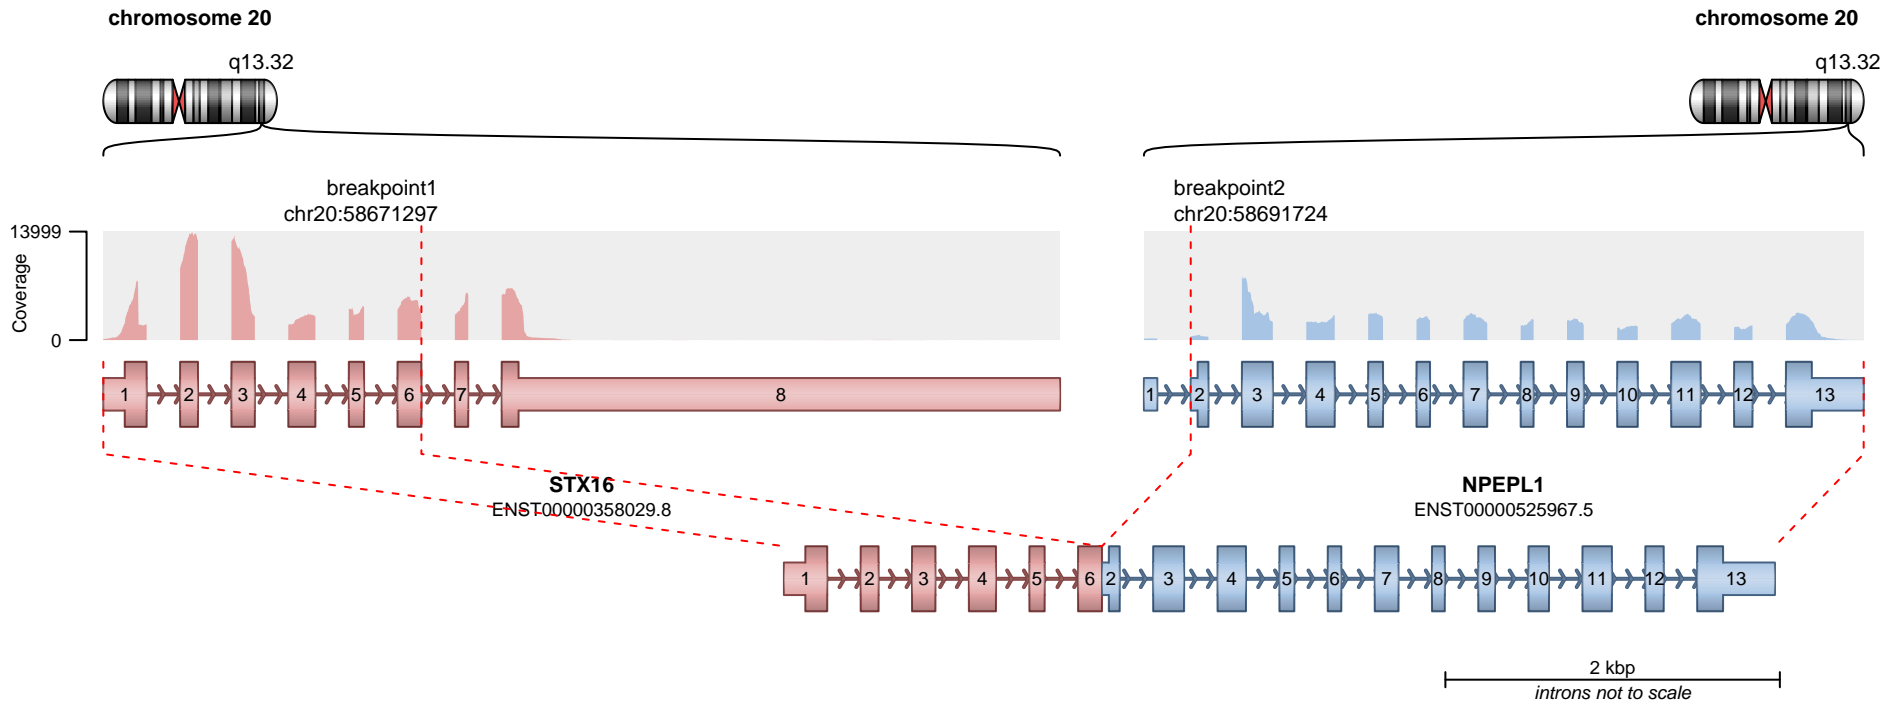 chromosome 20
chromosome 20
q13.32
q13.32
breakpoint1
chr20:58671297
breakpoint2
chr20:58691724
13999
Coverage
0
1 2 3 4 5 6 7 8
1 2 3 4 5 6 7 8 9 10 11 12 13
STX16
ENST00000358029.8
NPEPL1
ENST00000525967.5
1 2 3 4 5 6 2 3 4 5 6 7 8 9 10 11 12 13
2 kbp
introns not to scale